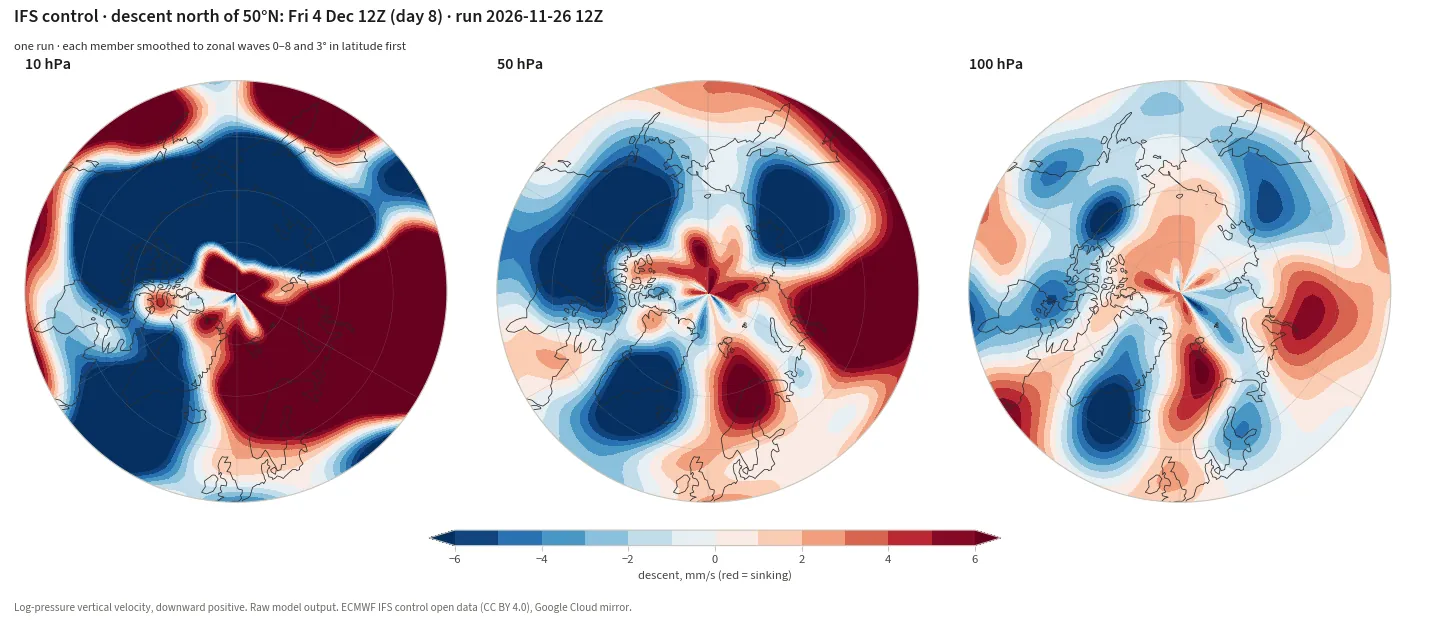 IFS control · descent north of 50°N: Fri 4 Dec 12Z (day 8) · run 2026-11-26 12Z
one run · each member smoothed to zonal waves 0–8 and 3° in latitude first
10 hPa
50 hPa
100 hPa
−6
−4
−2
0
2
4
6
descent, mm/s (red = sinking)
Log-pressure vertical velocity, downward positive. Raw model output. ECMWF IFS control open data (CC BY 4.0), Google Cloud mirror.